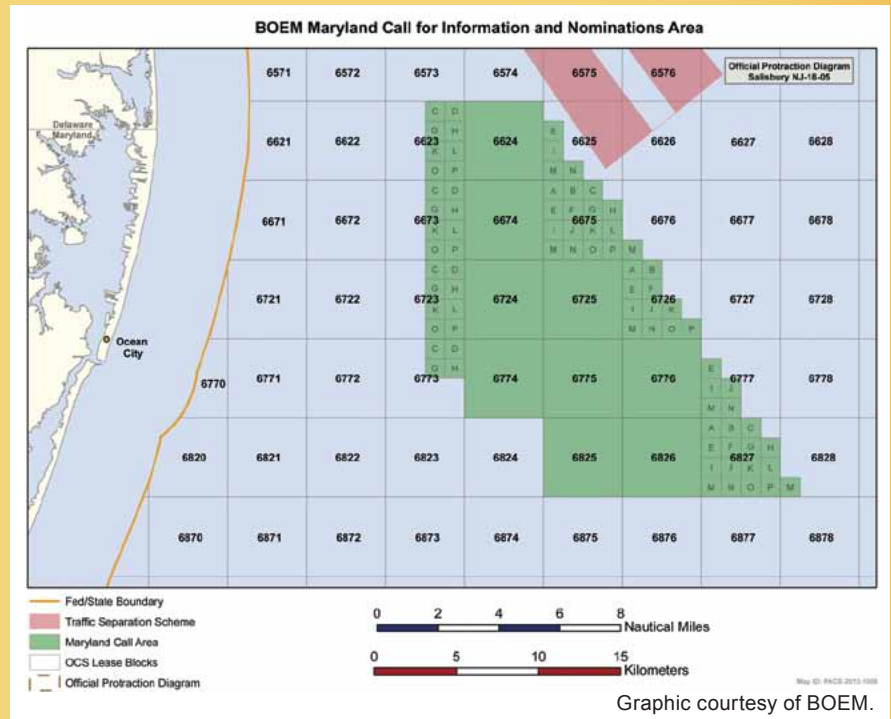 BOEM Maryland Call for Information and Nominations Area
6571 6572 6573 6574 6575 6576
Official Protraction Diagram
Salisbury NJ-18-05
Delaware
Maryland
C D
G H E
6621 6622 6623 6624 6625 6626 6627 6628
K L I
O P M N
C D A B C
G H E F G H
6671 6672 6673 6674 6675 6676 6677 6678
K L I J K L
O P M N O P M
C D A B
G H E F
6721 6722 6723 6724 6725 6726 6727 6728
K L I J K
O P M N O P
Ocean
City
C D
G H E
6770 6771 6772 6773 6774 6775 6776 6777 6778
I J
M N
A B C
E F G H
6820 6821 6822 6823 6824 6825 6826 6827 6828
I J K L
M N O P M
6870 6871 6872 6873 6874 6875 6876 6877 6878
Fed/State Boundary
Traffic Separation Scheme
Maryland Call Area
OCS Lease Blocks
Official Protraction Diagram
0 2 4 6 8
Nautical Miles
0 5 10 15
Kilometers
Map ID:
Graphic courtesy of BOEM.